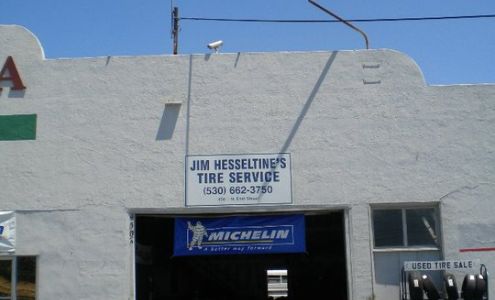 A
JIM HESSELTINE'S
TIRE SERVICE
(530) 662-3750
MICHELIN
a better way forward
USED TIRE SALE